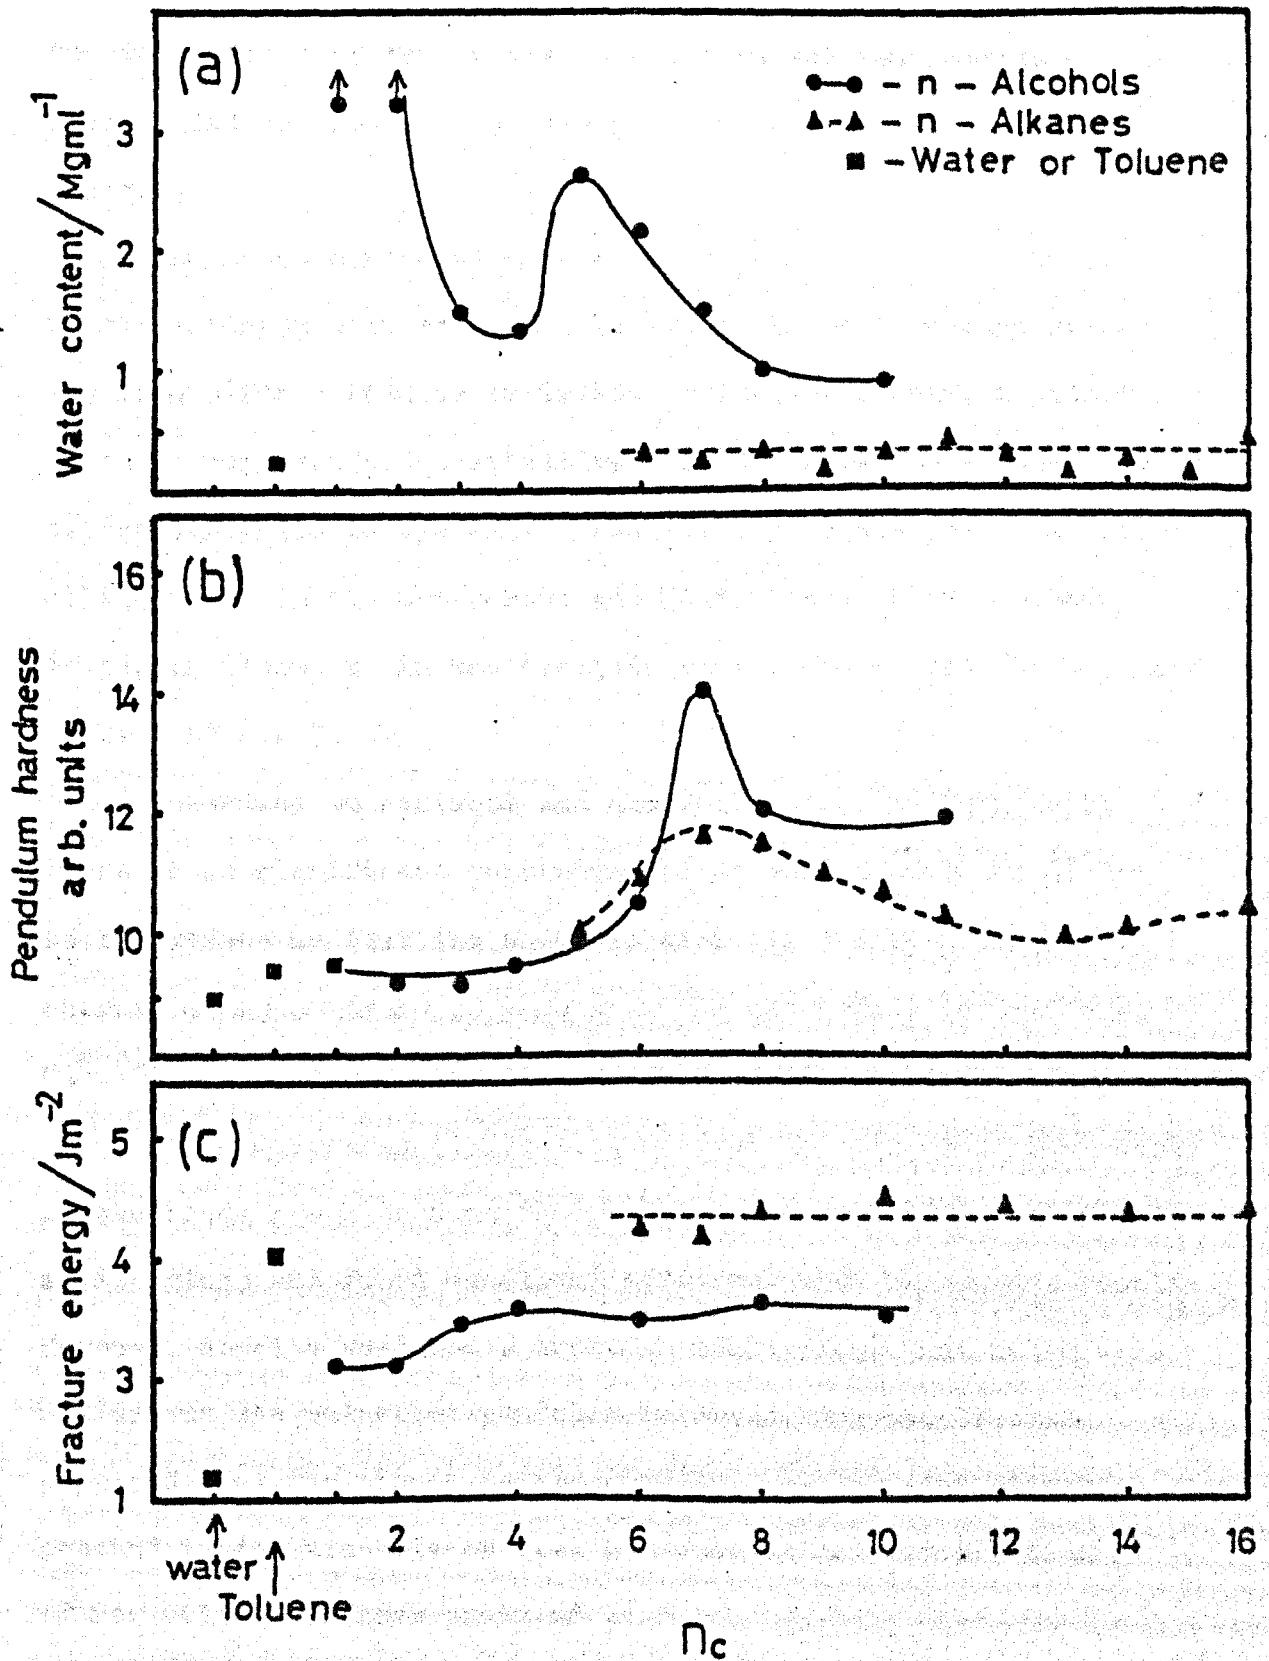 (a)
– n – Alcohols
– n – Alkanes
– Water or Toluene
Water content/Mgml⁻¹
3
2
1
(b)
Pendulum hardness
arb. units
16
14
12
10
(c)
Fracture energy/Jm⁻²
5
4
3
1
2
4
6
8
10
12
14
16
water
Toluene
nc